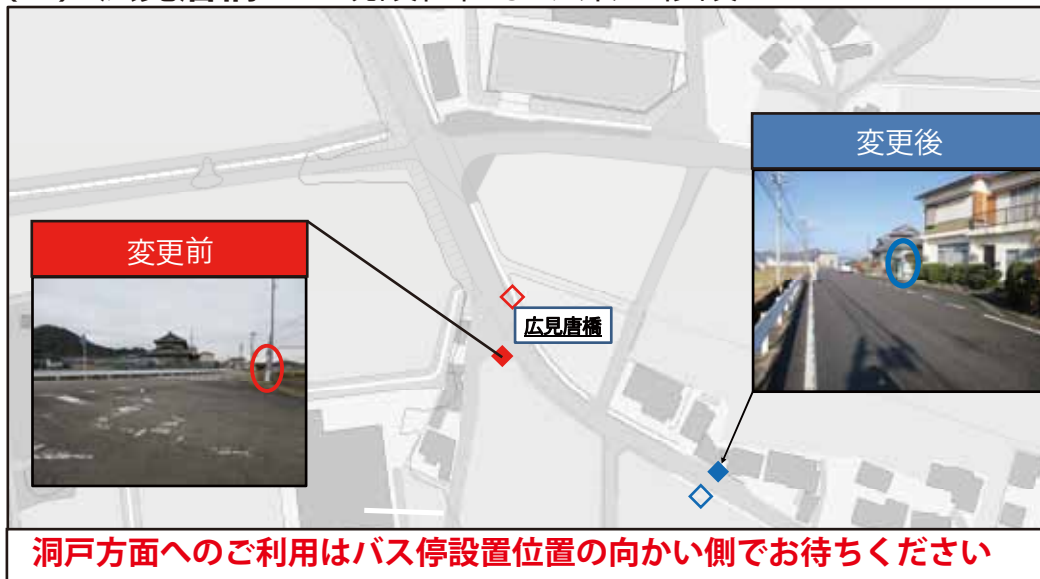 変更後
変更前
広見唐橋
洞戸方面へのご利用はバス停設置位置の向かい側でお待ちください